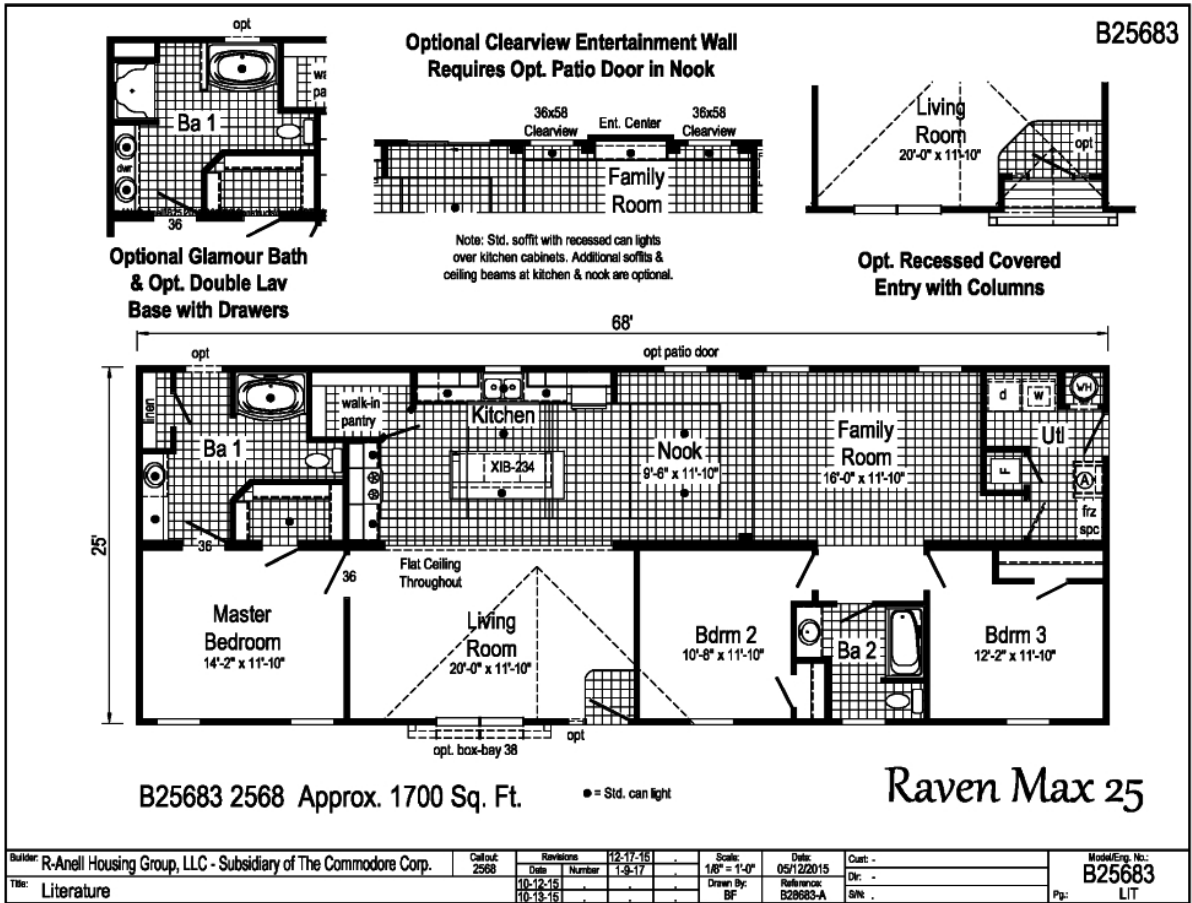 B25683
opt
Ba 1
dwr
36
Optional Glamour Bath
& Opt. Double Lav
Base with Drawers
Optional Clearview Entertainment Wall
Requires Opt. Patio Door in Nook
36x58
Clearview
Ent. Center
36x58
Clearview
Family
Room
Note: Std. soffit with recessed can lights
over kitchen cabinets. Additional soffits &
ceiling beams at kitchen & nook are optional.
Living
Room
20'-0" x 11'-10"
opt
Opt. Recessed Covered
Entry with Columns
68'
25'
opt
opt patio door
linen
Ba 1
walk-in
pantry
Kitchen
XIB-234
Nook
9'-6" x 11'-10"
Family
Room
16'-0" x 11'-10"
d
w
WH
Utl
F
A
frz
spc
36
36
Flat Ceiling
Throughout
Master
Bedroom
14'-2" x 11'-10"
Living
Room
20'-0" x 11'-10"
Bdrm 2
10'-8" x 11'-10"
Ba 2
Bdrm 3
12'-2" x 11'-10"
opt. box-bay 38
opt
B25683 2568 Approx. 1700 Sq. Ft.
= Std. can light
Raven Max 25
Builder: R-Anell Housing Group, LLC - Subsidiary of The Commodore Corp.
Title: Literature
Callout:
2568
Revisions
Date Number
10-12-15
10-13-15
12-17-15
1-9-17
Scale:
1/8" = 1'-0"
Drawn By:
BF
Date:
05/12/2015
Reference:
B28683-A
Cust: -
Dir: -
S/N: .
Model/Eng. No.:
B25683
Pg.: LIT